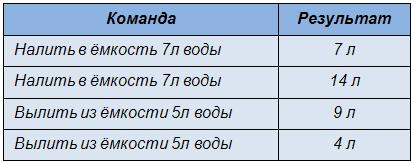 Команда Результат
Налить в ёмкость 7л воды 7 л
Налить в ёмкость 7л воды 14 л
Вылить из ёмкости 5л воды 9 л
Вылить из ёмкости 5л воды 4 л